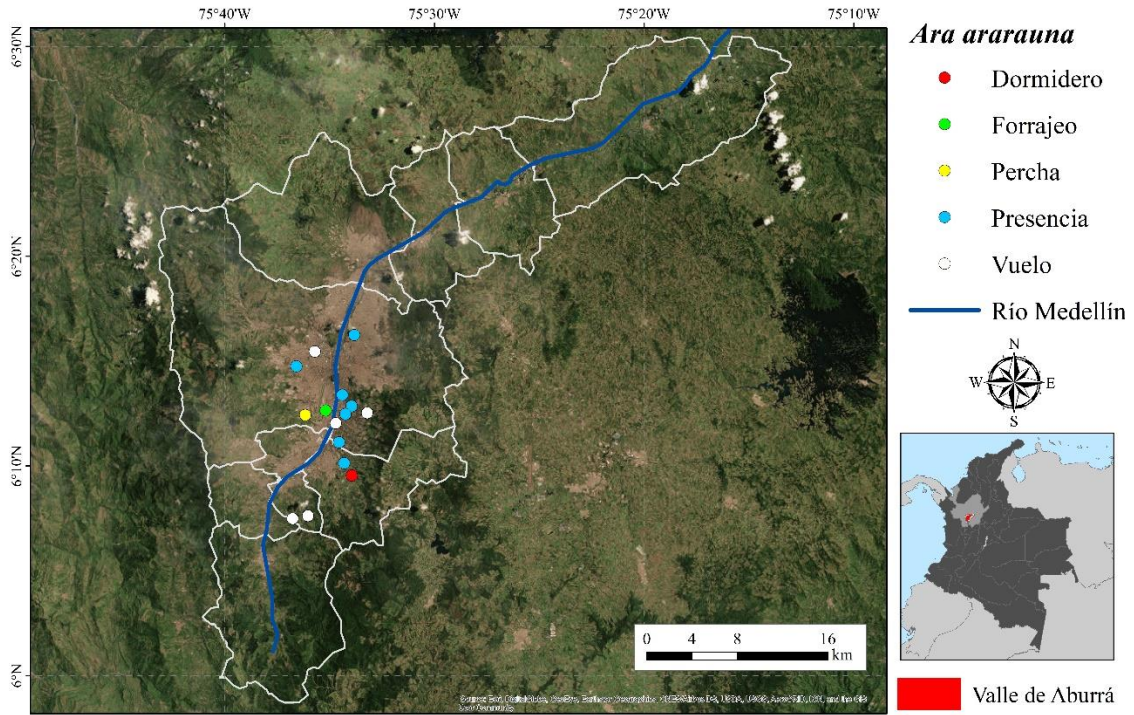 75°40'W
75°30'W
75°20'W
75°10'W
6°30'N
6°20'N
6°10'N
6°N
Ara ararauna
Dormidero
Forrajeo
Percha
Presencia
Vuelo
Río Medellín
N
W
E
S
0 4 8 16
km
Valle de Aburrá